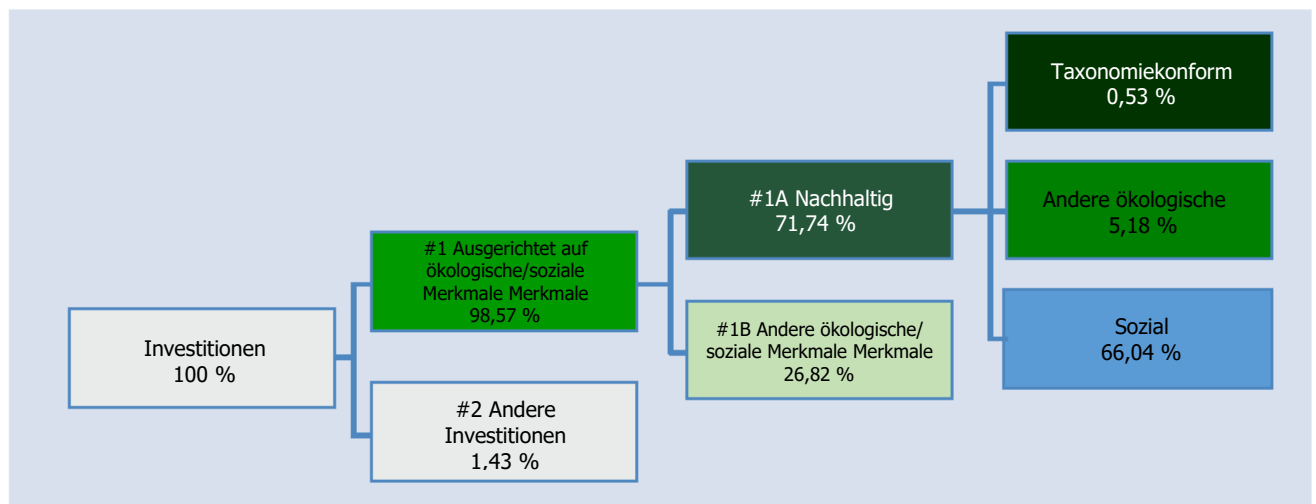 Investitionen
100 %
#1 Ausgerichtet auf
ökologische/soziale
Merkmale Merkmale
98,57 %
#2 Andere
Investitionen
1,43 %
#1A Nachhaltig
71,74 %
#1B Andere ökologische/
soziale Merkmale Merkmale
26,82 %
Taxonomiekonform
0,53 %
Andere ökologische
5,18 %
Sozial
66,04 %